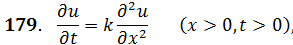 179. ∂u/∂t = k ∂²u/∂x² (x > 0, t > 0),